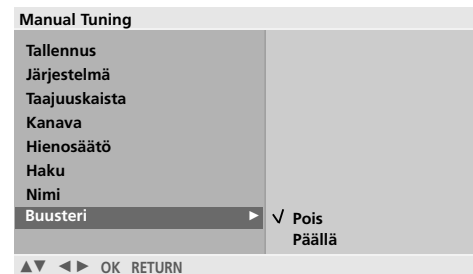 Manual Tuning
Tallennus
Järjestelmä
Taajuuskaista
Kanava
Hienosäätö
Haku
Nimi
Buusteri ► √ Pois
Päällä
▲▼ ◄► OK RETURN